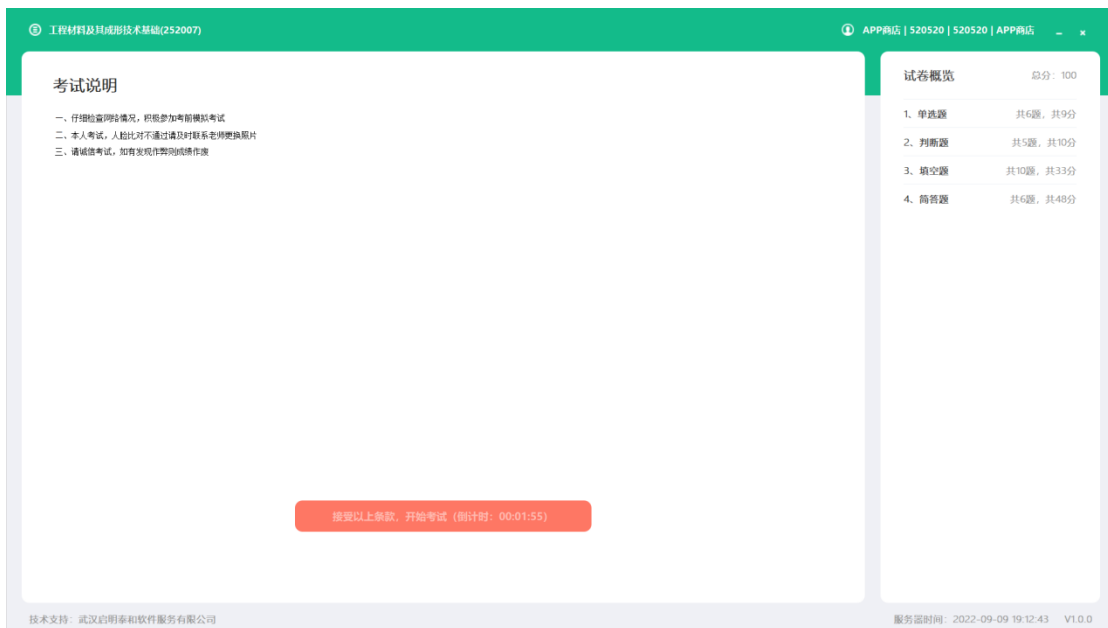 工程材料及其成形技术基础(252007)
APP商店 | 520520 | 520520 | APP商店
考试说明
一、仔细检查网络情况，积极参加考前模拟考试
二、本人考试，人脸比对不通过请及时联系老师更换照片
三、请诚信考试，如有发现作弊则成绩作废
接受以上条款，开始考试（倒计时：00:01:55）
试卷概览 总分：100
1、单选题 共6题，共9分
2、判断题 共5题，共10分
3、填空题 共10题，共33分
4、简答题 共6题，共48分
技术支持：武汉启明泰和软件服务有限公司
服务器时间：2022-09-09 19:12:43 V1.0.0